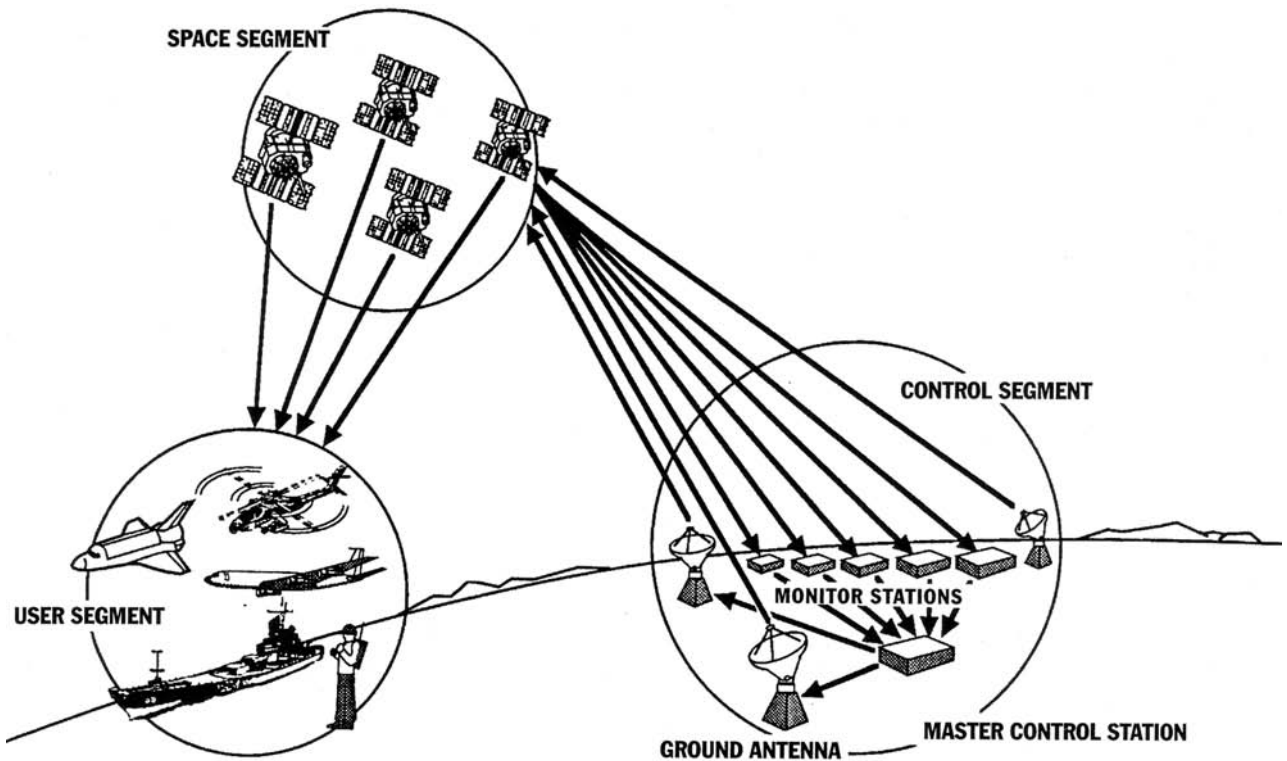 SPACE SEGMENT
CONTROL SEGMENT
USER SEGMENT
MONITOR STATIONS
MASTER CONTROL STATION
GROUND ANTENNA